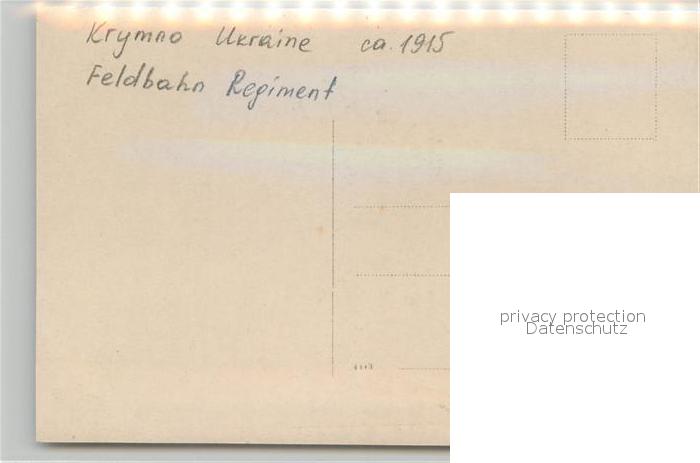 Krymno Ukraine ca. 1915
Feldbahn Regiment
privacy protection
Datenschutz